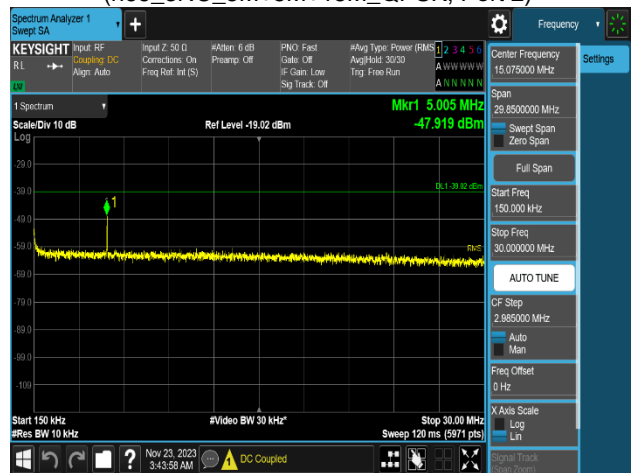 Spectrum Analyzer 1
Swept SA
Frequency
KEYSIGHT
RL
Input: RF
Coupling: DC
Align: Auto
Input Z: 50 Ω
Corrections: On
Freq Ref: Int (S)
#Atten: 6 dB
Preamp: Off
PNO: Fast
Gate: Off
IF Gain: Low
Sig Track: Off
#Avg Type: Power (RMS
Avg|Hold: 30/30
Trig: Free Run
1 2 3 4 5 6
A W W W W W
A N N N N N
Center Frequency
15.075000 MHz
Settings
Span
29.8500000 MHz
Swept Span
Zero Span
Full Span
Start Freq
150.000 kHz
Stop Freq
30.000000 MHz
AUTO TUNE
CF Step
2.985000 MHz
Auto
Man
Freq Offset
0 Hz
X Axis Scale
Log
Lin
Signal Track
(Span Zoom)
1 Spectrum
Mkr1 5.005 MHz
Scale/Div 10 dB
Ref Level -19.02 dBm
-47.919 dBm
Log
-29.0
-39.0
DL1 -39.02 dBm
1
-49.0
-59.0
RMS
-69.0
-79.0
-89.0
-99.0
-109
Start 150 kHz
#Video BW 30 kHz*
Stop 30.00 MHz
#Res BW 10 kHz
Sweep 120 ms (5971 pts)
?
Nov 23, 2023
3:43:58 AM
DC Coupled